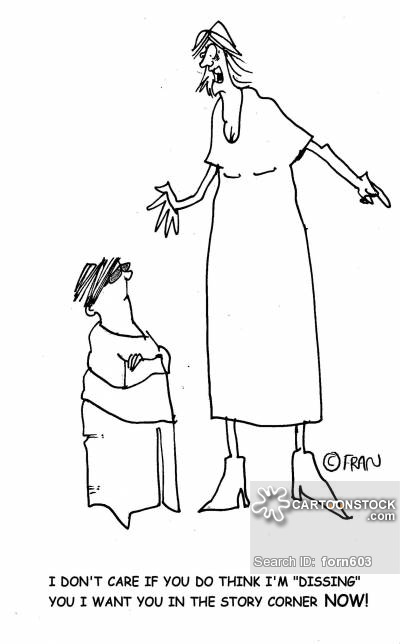 © FRAN
CARTOONSTOCK
.com
Search ID: forn603
I DON'T CARE IF YOU DO THINK I'M "DISSING"
YOU I WANT YOU IN THE STORY CORNER NOW!